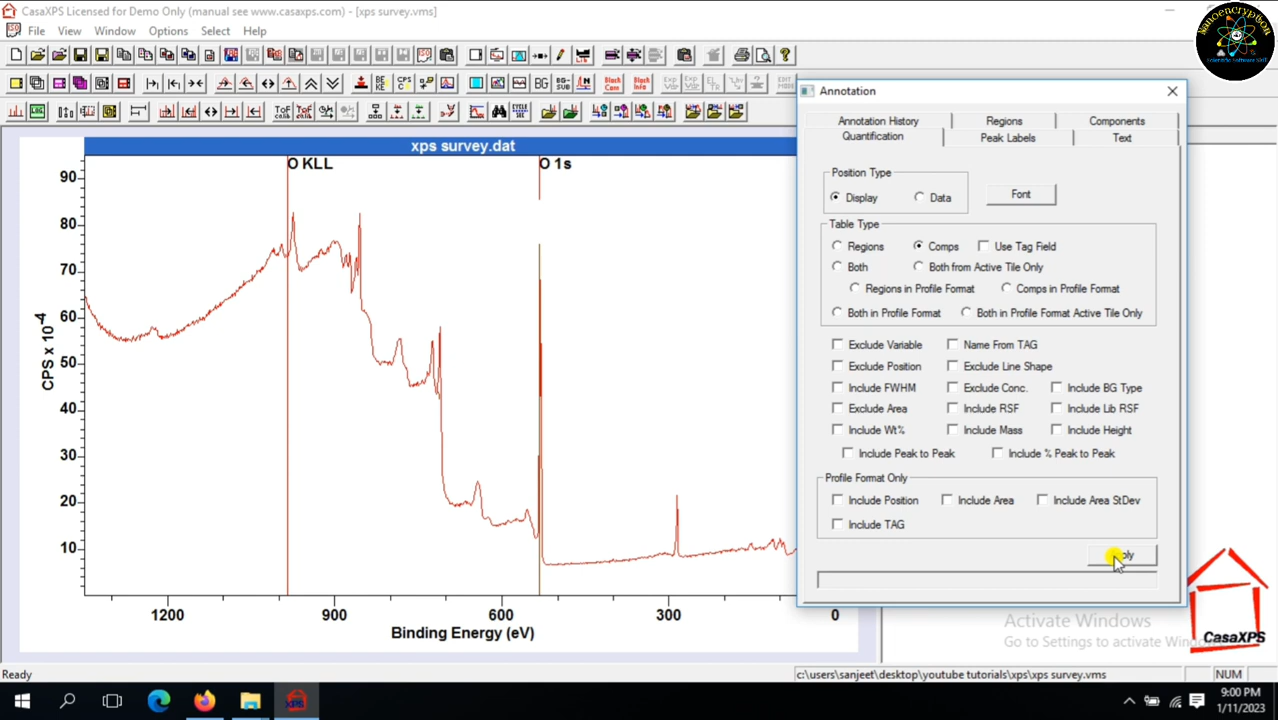 CasaXPS Licensed for Demo Only (manual see www.casaxps.com) - [xps survey.vms]
File View Window Options Select Help
Nanoencryption
Scientific Software Skill
Annotation
Annotation History Regions Components
Quantification Peak Labels Text
Position Type
Display Data Font
Table Type
Regions Comps Use Tag Field
Both Both from Active Tile Only
Regions in Profile Format Comps in Profile Format
Both in Profile Format Both in Profile Format Active Tile Only
Exclude Variable Name From TAG
Exclude Position Exclude Line Shape
Include FWHM Exclude Conc. Include BG Type
Exclude Area Include RSF Include Lib RSF
Include Wt% Include Mass Include Height
Include Peak to Peak Include % Peak to Peak
Profile Format Only
Include Position Include Area Include Area StDev
Include TAG
xps survey.dat
O KLL O 1s
90
80
70
60
50
40
30
20
10
CPS x 10-4
1200 900 600 300 0
Binding Energy (eV)
Activate Windows
Go to Settings to activate
CasaXPS
Ready c:\users\sanjeet\desktop\youtube tutorials\xps\xps survey.vms NUM
9:00 PM
1/11/2023